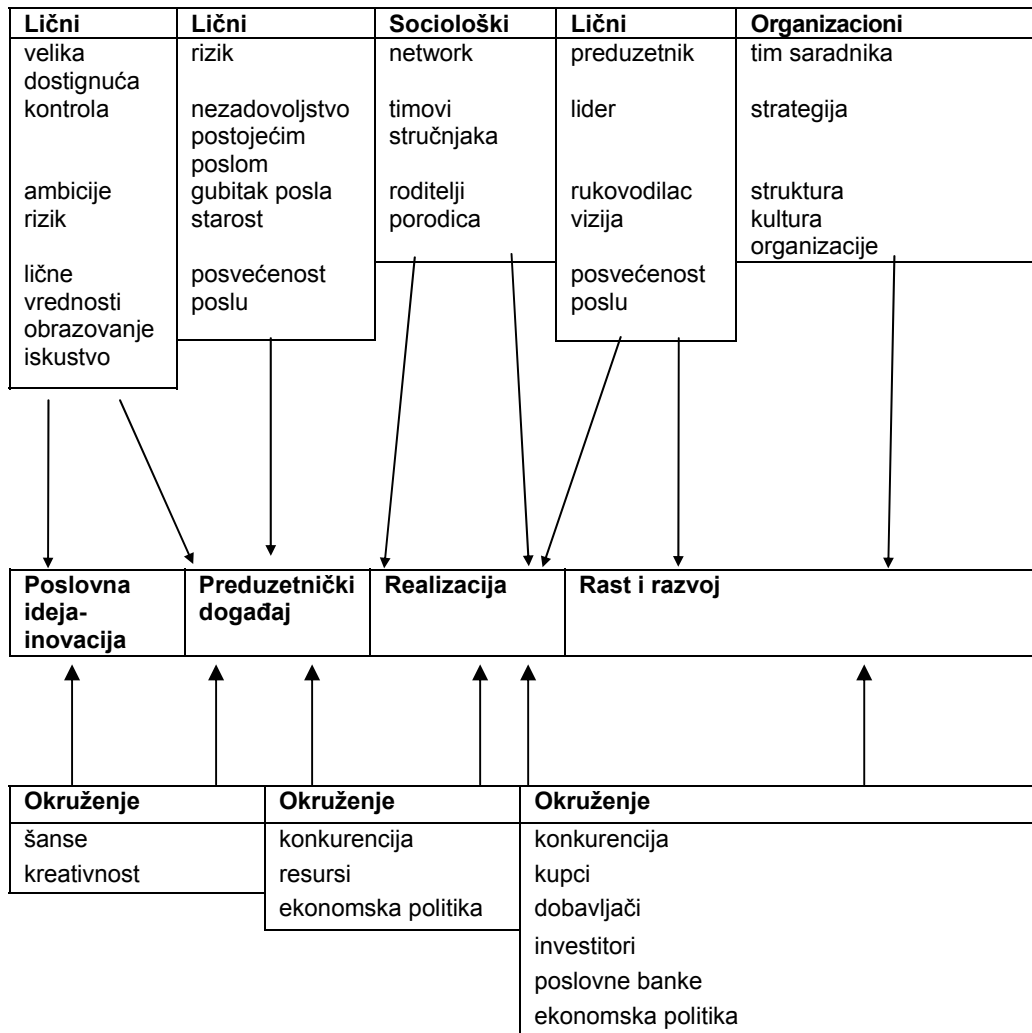 Lični
velika
dostignuća
kontrola
ambicije
rizik
lične
vrednosti
obrazovanje
iskustvo
Lični
rizik
nezadovoljstvo
postojećim
poslom
gubitak posla
starost
posvećenost
poslu
Sociološki
network
timovi
stručnjaka
roditelji
porodica
Lični
preduzetnik
lider
rukovodilac
vizija
posvećenost
poslu
Organizacioni
tim saradnika
strategija
struktura
kultura
organizacije
Poslovna
ideja-
inovacija
Preduzetnički
događaj
Realizacija
Rast i razvoj
Okruženje
šanse
kreativnost
Okruženje
konkurencija
resursi
ekonomska politika
Okruženje
konkurencija
kupci
dobavljači
investitori
poslovne banke
ekonomska politika